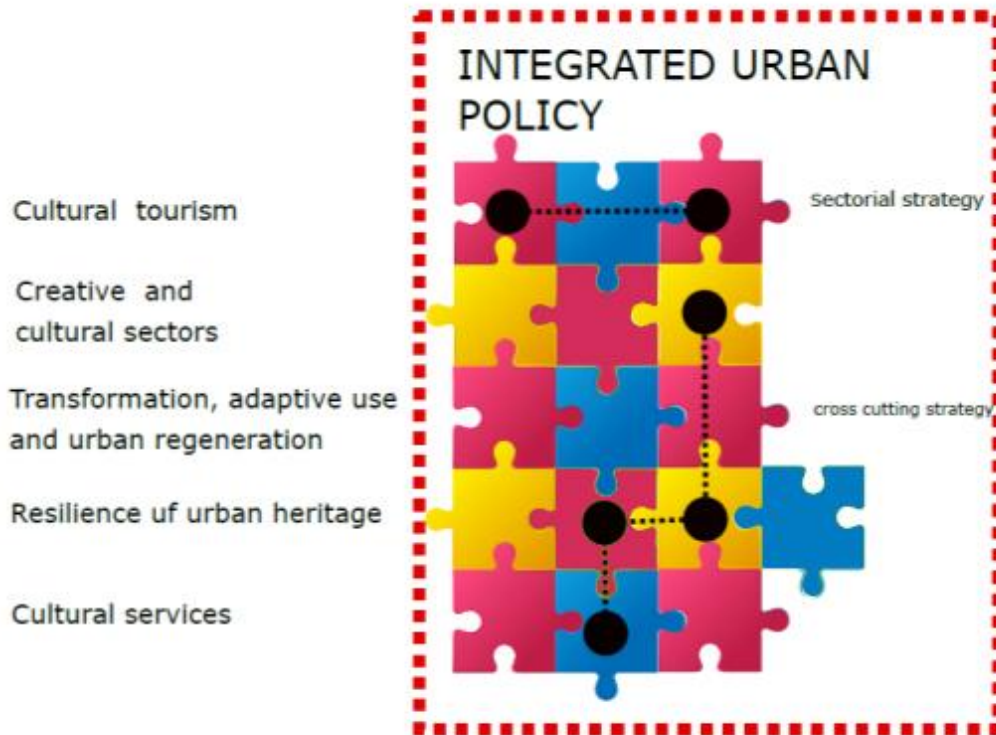 INTEGRATED URBAN
POLICY
Cultural tourism
sectorial strategy
Creative and
cultural sectors
Transformation, adaptive use
and urban regeneration
cross cutting strategy
Resilience uf urban heritage
Cultural services